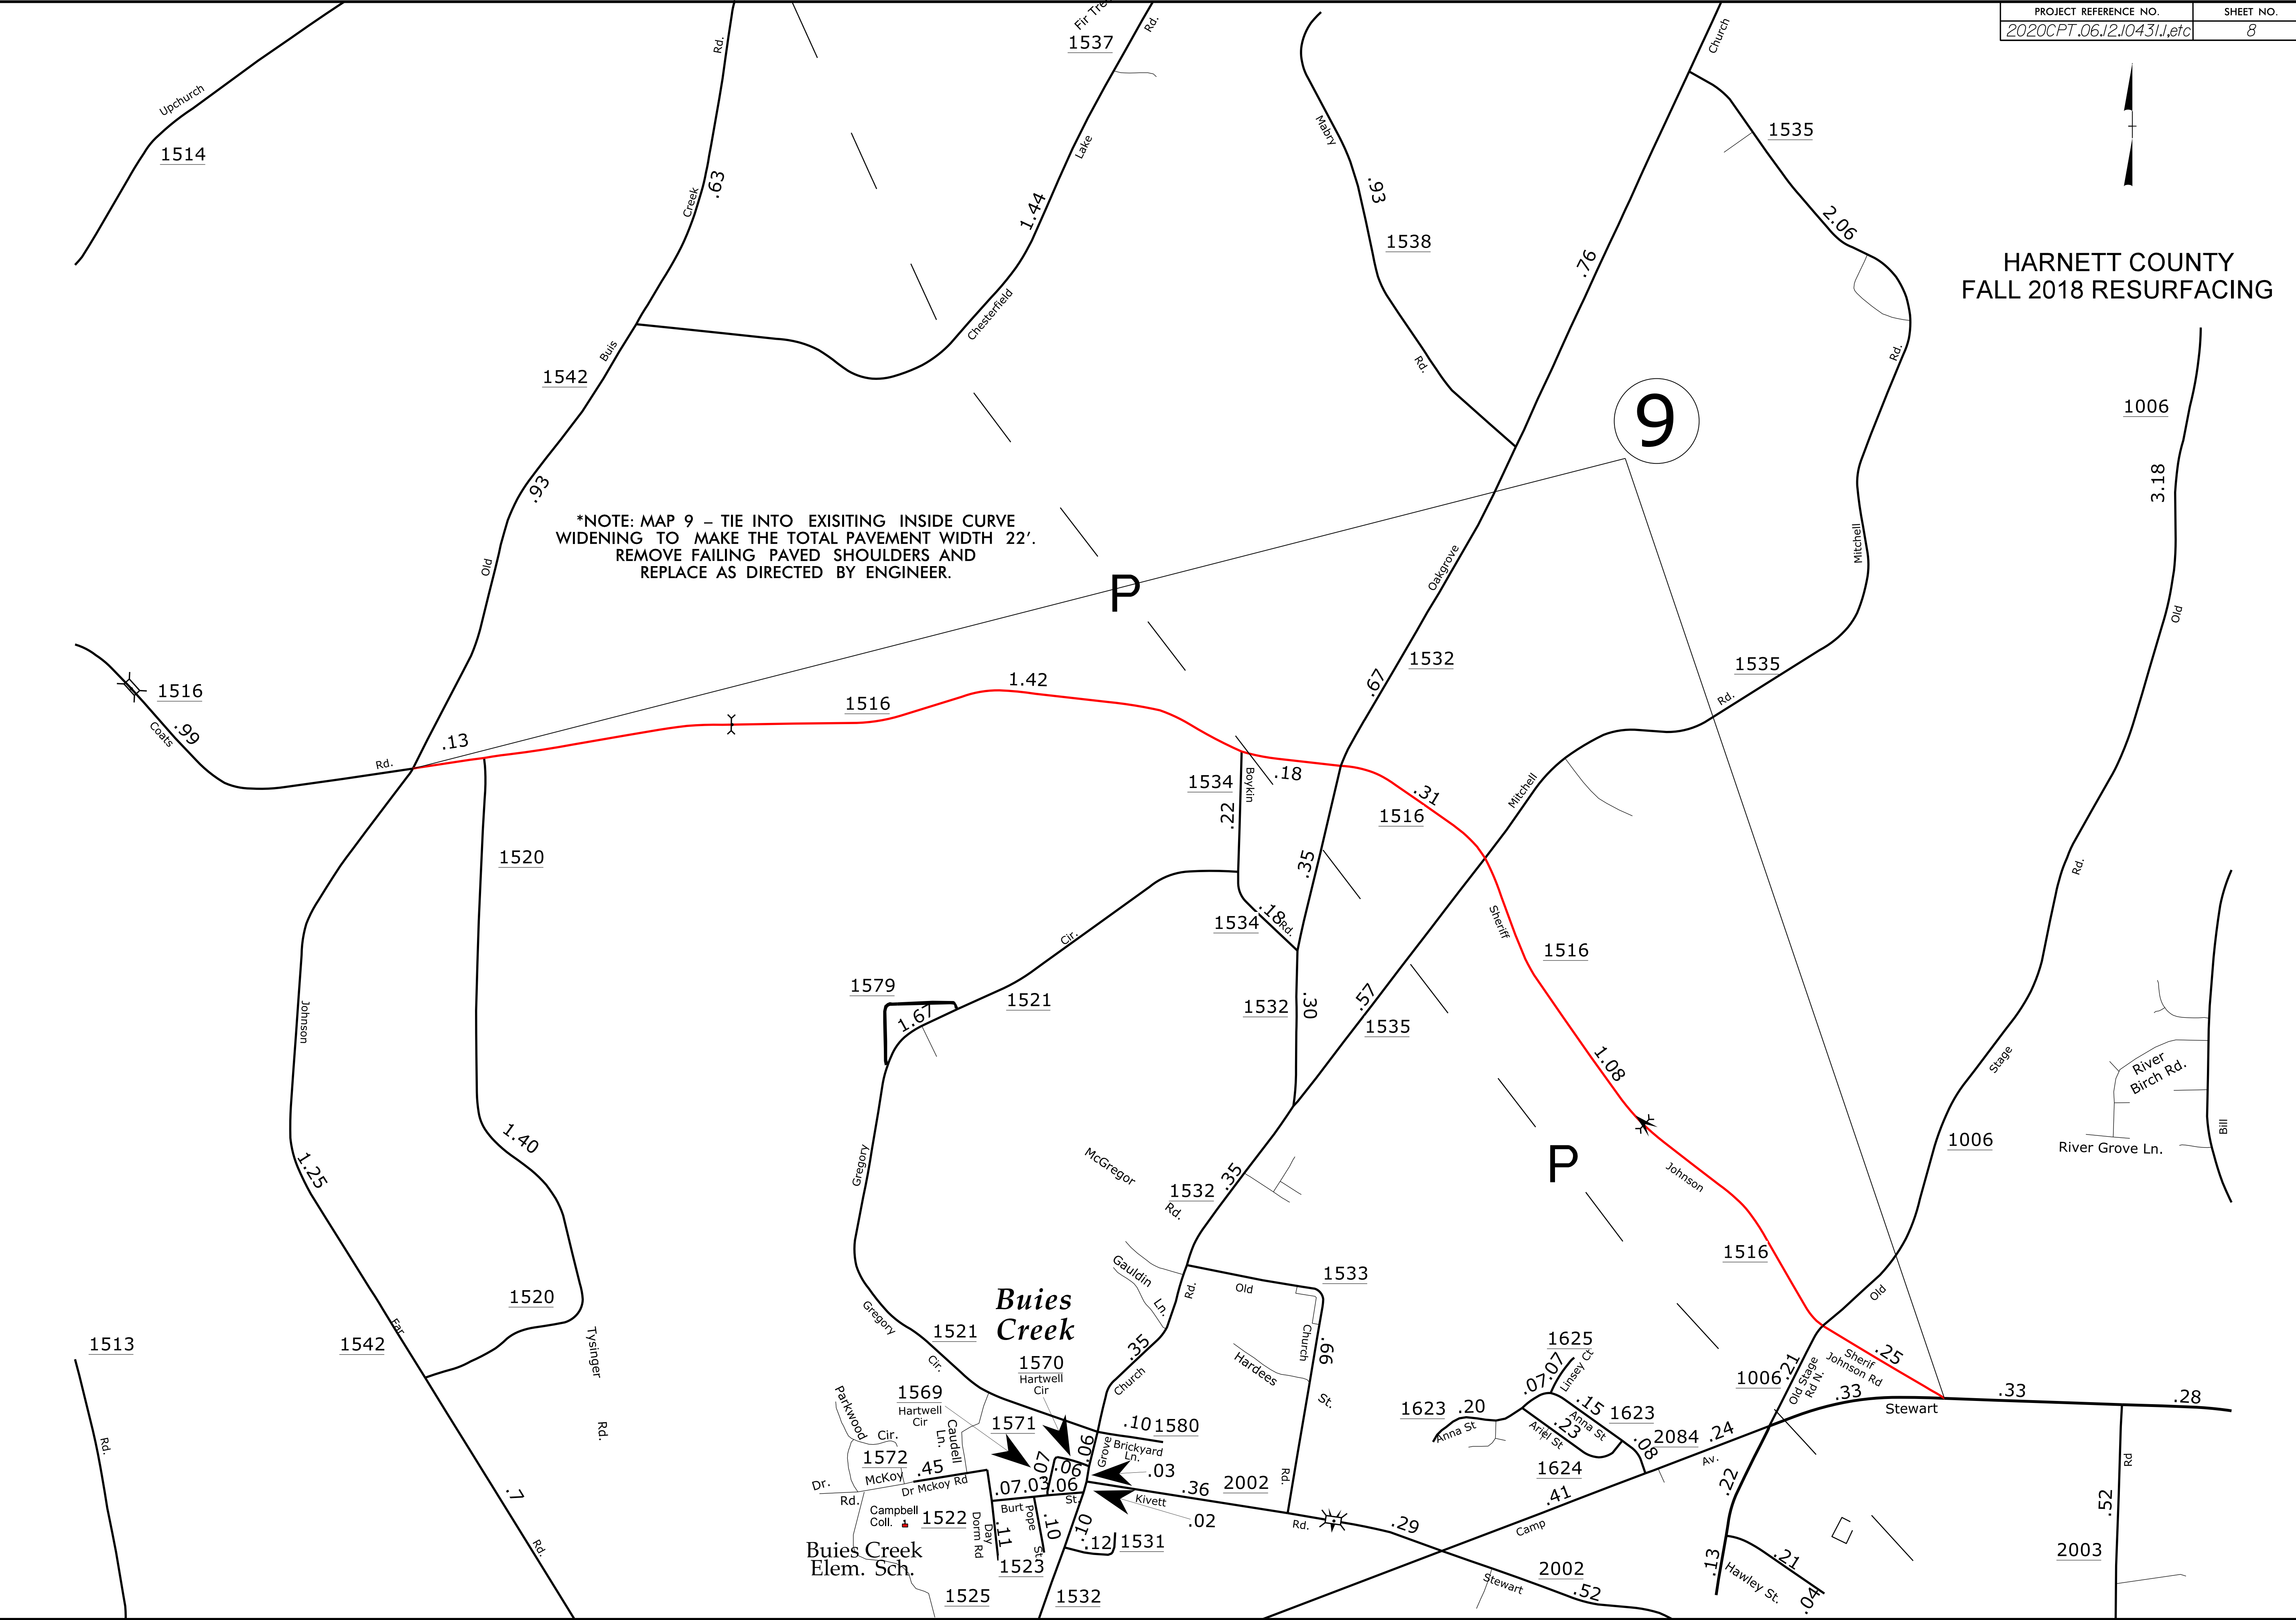 PROJECT REFERENCE NO.
SHEET NO.
2020CPT.06.12.10431.1,etc
8
HARNETT COUNTY
FALL 2018 RESURFACING
9
*NOTE: MAP 9 – TIE INTO EXISITING INSIDE CURVE
WIDENING TO MAKE THE TOTAL PAVEMENT WIDTH 22'.
REMOVE FAILING PAVED SHOULDERS AND
REPLACE AS DIRECTED BY ENGINEER.
P
P
Upchurch
1514
Rd.
Creek
.63
Buis
1542
.93
Old
1537
Rd.
Lake
1.44
Chesterfield
Mabry
.93
1538
Rd.
Church
.76
1535
2.06
Rd.
Mitchell
1535
Rd.
Mitchell
1006
3.18
Old
Rd.
Stage
1006
Old
Oakgrove
1532
.67
1516
.99
Coats
Rd.
.13
1516
1.42
.18
.31
1516
Sheriff
1516
1.08
Johnson
1516
.25
Sherif
Johnson Rd
1534
Boykin
.22
.35
1534
.18
Rd.
1532
.30
.57
1535
1520
1.40
1520
Tysinger
Rd.
Johnson
1.25
1542
Far
.7
Rd.
1513
Rd.
1579
1.67
1521
Cir.
Gregory
Gregory
1521
Cir.
McGregor
Rd.
1532
.35
Gauldin
Ln.
Rd.
.35
Church
Old
1533
Church
.66
St.
Rd.
Hardees
Buies
Creek
1570
Hartwell
Cir
1569
Hartwell
Cir
1571
Parkwood
Cir.
Caudell
Ln.
1572
.45
Dr.
McKoy
Rd.
Dr Mckoy Rd
Campbell
Coll.
1522
Buies Creek
Elem. Sch.
Day
Dorm Rd
.11
Burt
St.
.07
.03
.06
.07
.06
.06
Grove
Pope
St.
.10
1523
1525
1532
.10
.12
1531
.10
1580
Brickyard
Ln.
.03
.02
.36
2002
Kivett
Rd.
.29
2002
Stewart
.52
1625
.07
.07
Linsey Ct
1623
.20
Anna St
.15
Anna St
1623
.23
Ariel St
.08
1624
2084
.24
Av.
.41
Camp
1006
.21
Old Stage
Rd N.
.33
Stewart
.33
.28
.22
.13
.21
Hawley St.
.04
Rd
.52
2003
River
Birch Rd.
River Grove Ln.
Bill